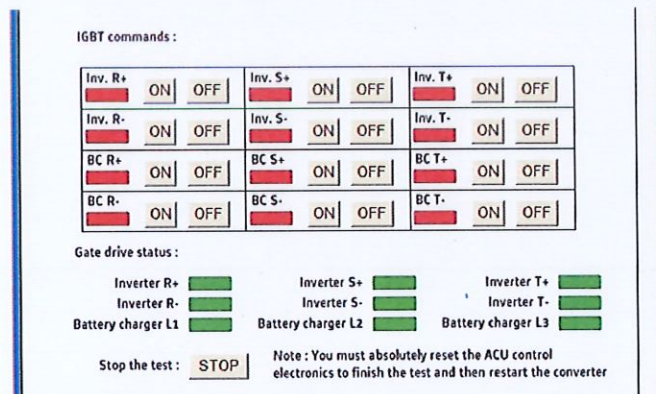 IGBT commands :
Inv. R+ ON OFF Inv. S+ ON OFF Inv. T+ ON OFF
Inv. R- ON OFF Inv. S- ON OFF Inv. T- ON OFF
BC R+ ON OFF BC S+ ON OFF BC T+ ON OFF
BC R- ON OFF BC S- ON OFF BC T- ON OFF
Gate drive status :
Inverter R+ Inverter S+ Inverter T+
Inverter R- Inverter S- Inverter T-
Battery charger L1 Battery charger L2 Battery charger L3
Stop the test : STOP Note : You must absolutely reset the ACU control
electronics to finish the test and then restart the converter